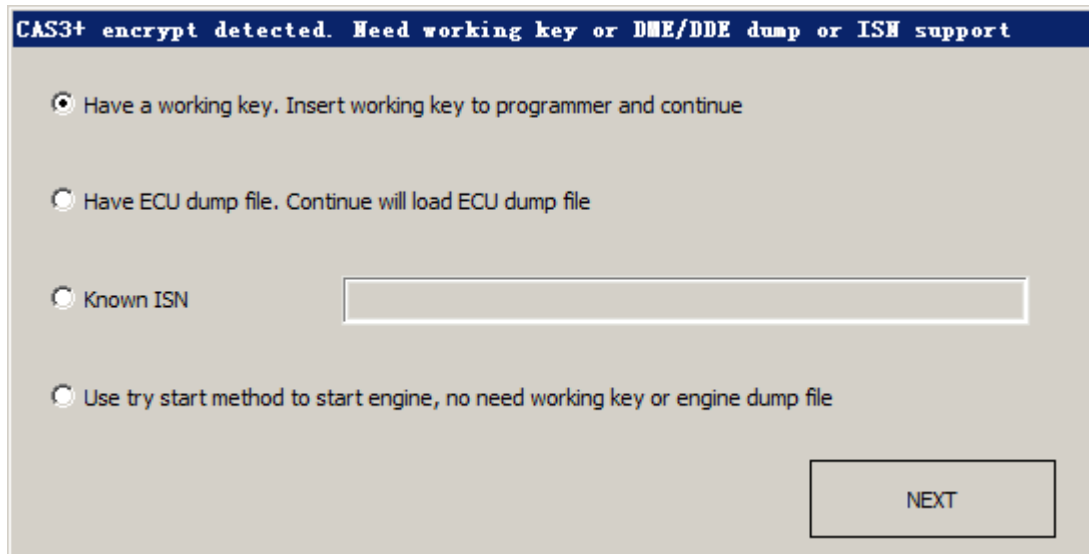 CAS3+ encrypt detected. Need working key or DME/DDE dump or ISN support
Have a working key. Insert working key to programmer and continue
Have ECU dump file. Continue will load ECU dump file
Known ISN
Use try start method to start engine, no need working key or engine dump file
NEXT